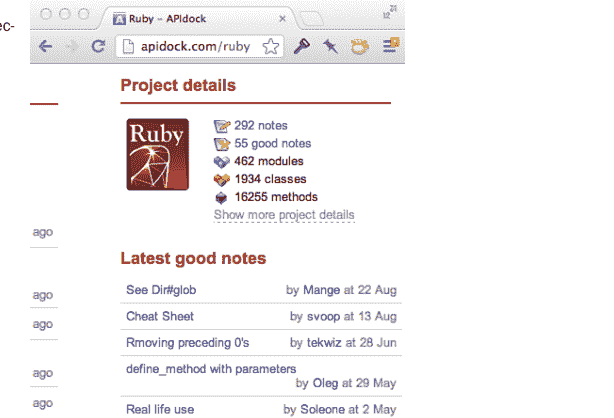 ec-
Ruby – APIdock
apidock.com/ruby
Project details
Ruby
292 notes
55 good notes
462 modules
1934 classes
16255 methods
Show more project details
ago
Latest good notes
See Dir#glob by Mange at 22 Aug
ago
Cheat Sheet by svoop at 13 Aug
ago
Rmoving preceding 0's by tekwiz at 28 Jun
define_method with parameters
ago
by Oleg at 29 May
ago
Real life use by Soleone at 2 May